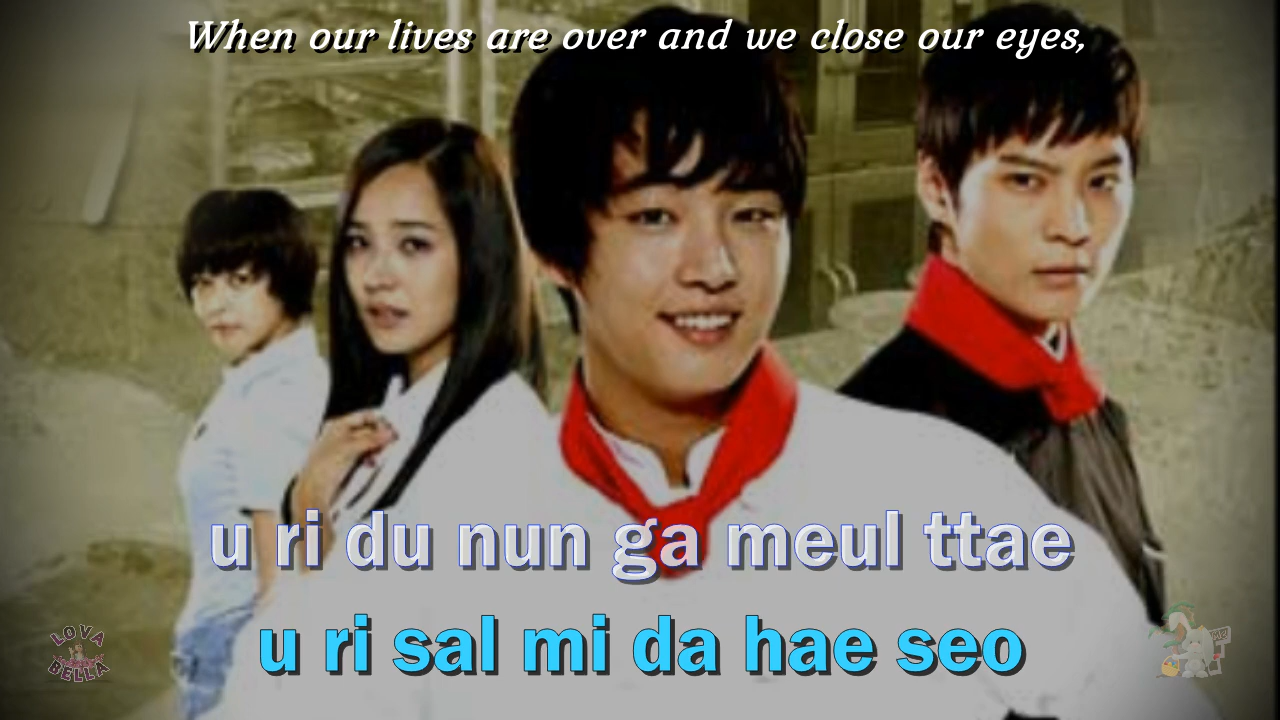 When our lives are over and we close our eyes,
u ri du nun ga meul ttae
u ri sal mi da hae seo
LOVA
BELLA